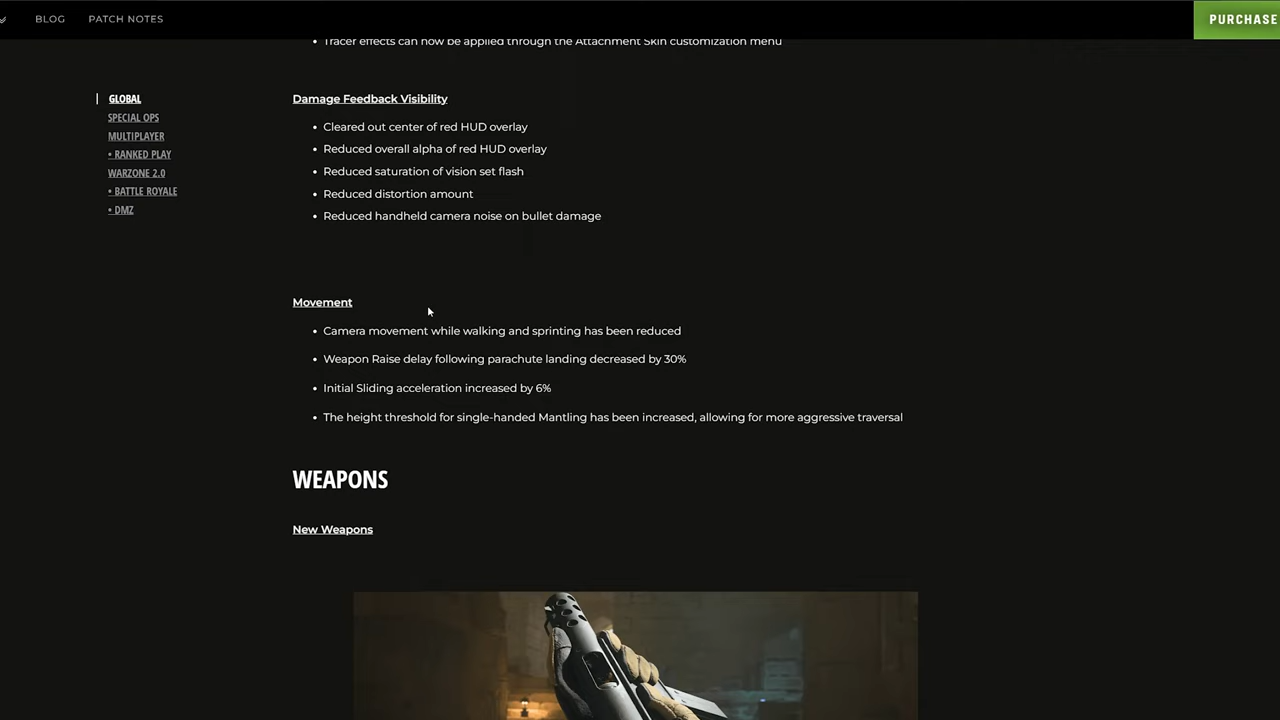 BLOG PATCH NOTES PURCHASE
• Tracer effects can now be applied through the Attachment Skin customization menu
GLOBAL
SPECIAL OPS
MULTIPLAYER
• RANKED PLAY
WARZONE 2.0
• BATTLE ROYALE
• DMZ
Damage Feedback Visibility
• Cleared out center of red HUD overlay
• Reduced overall alpha of red HUD overlay
• Reduced saturation of vision set flash
• Reduced distortion amount
• Reduced handheld camera noise on bullet damage
Movement
• Camera movement while walking and sprinting has been reduced
• Weapon Raise delay following parachute landing decreased by 30%
• Initial Sliding acceleration increased by 6%
• The height threshold for single-handed Mantling has been increased, allowing for more aggressive traversal
WEAPONS
New Weapons